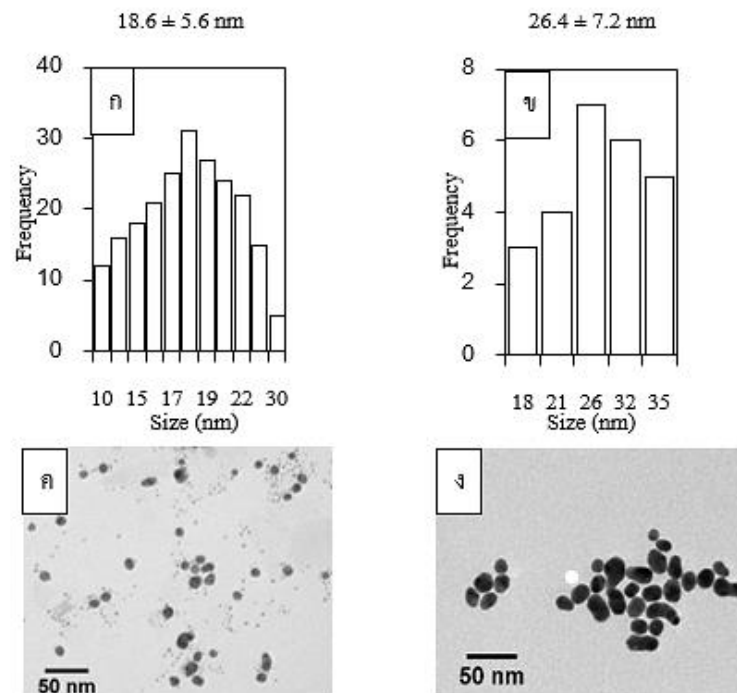 18.6 ± 5.6 nm
26.4 ± 7.2 nm
ก
40
30
20
10
0
Frequency
10 15 17 19 22 30
Size (nm)
ข
8
6
4
2
0
Frequency
18 21 26 32 35
Size (nm)
ค
50 nm
ง
50 nm